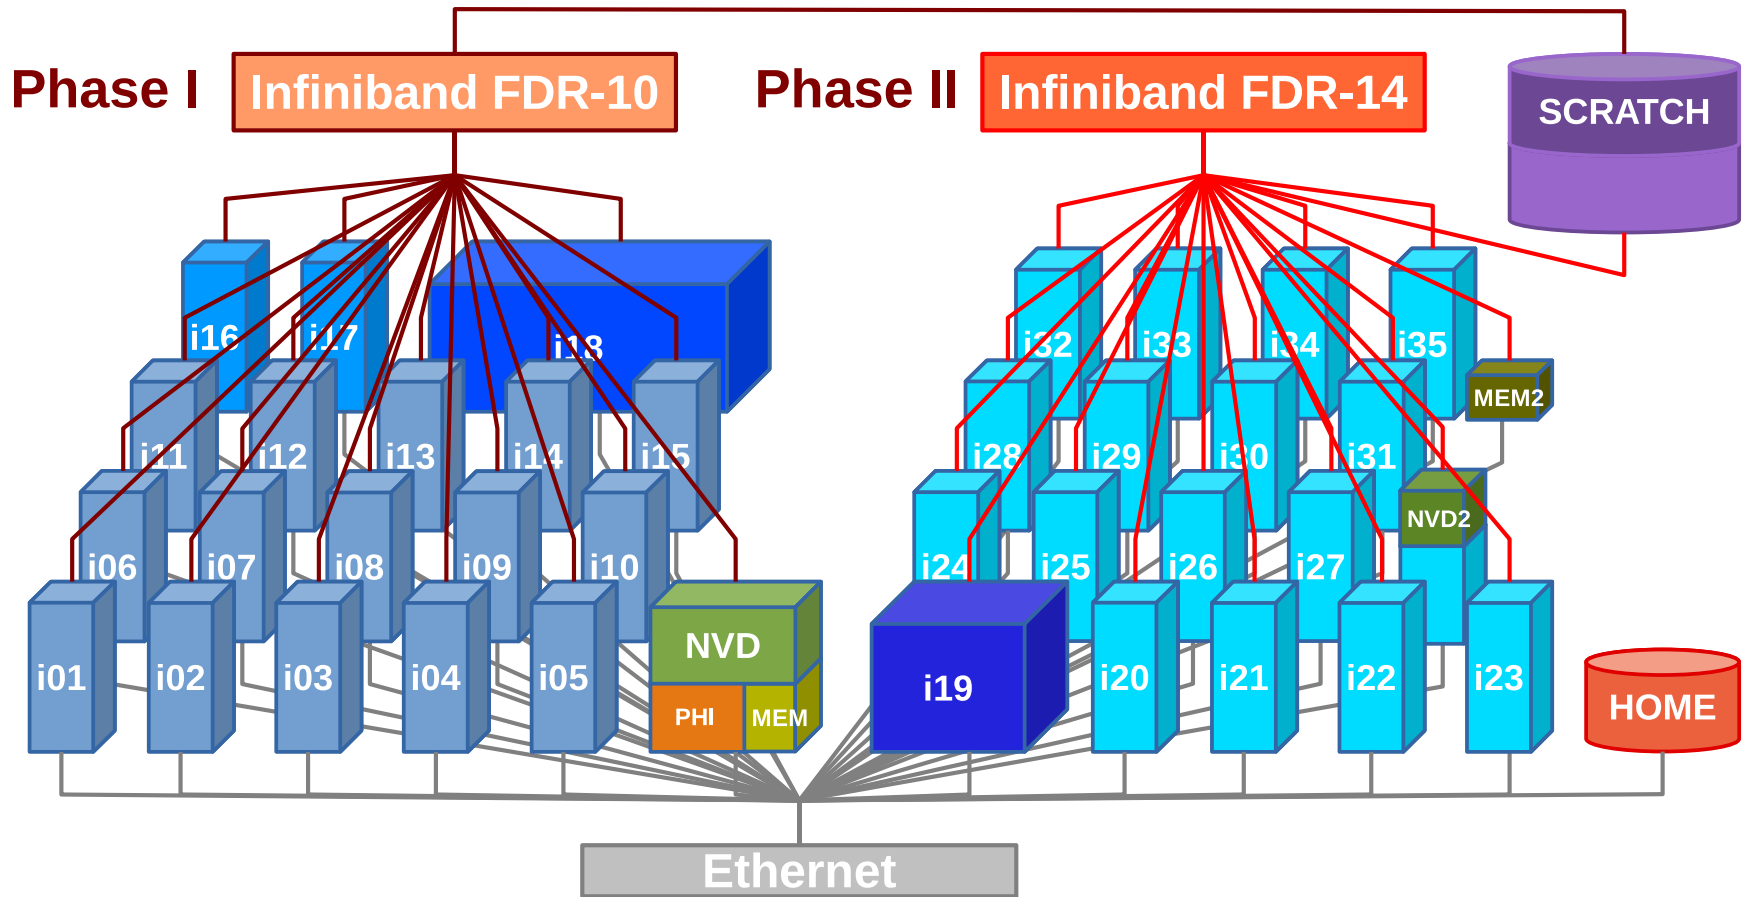 Phase I
Infiniband FDR-10
Phase II
Infiniband FDR-14
SCRATCH
i16
i17
i18
i32
i33
i34
i35
MEM2
i11
i12
i13
i14
i15
i28
i29
i30
i31
NVD2
i06
i07
i08
i09
i10
i24
i25
i26
i27
i01
i02
i03
i04
i05
NVD
PHI
MEM
i19
i20
i21
i22
i23
HOME
Ethernet